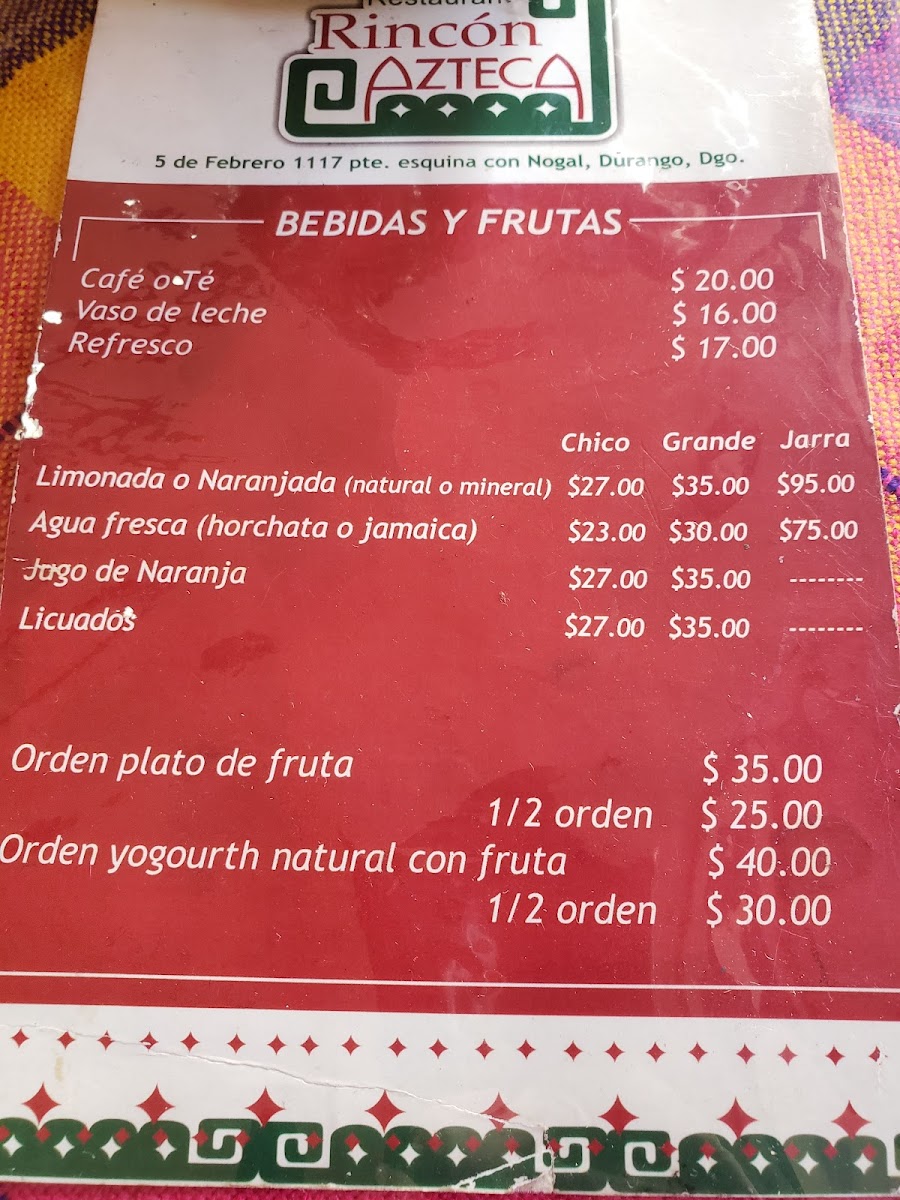 Restaurant
Rincón
AZTECA
5 de Febrero 1117 pte. esquina con Nogal, Durango, Dgo.
BEBIDAS Y FRUTAS
Café o Té $ 20.00
Vaso de leche $ 16.00
Refresco $ 17.00
Chico Grande Jarra
Limonada o Naranjada (natural o mineral) $27.00 $35.00 $95.00
Agua fresca (horchata o jamaica) $23.00 $30.00 $75.00
Jugo de Naranja $27.00 $35.00 --------
Licuados $27.00 $35.00 --------
Orden plato de fruta $ 35.00
1/2 orden $ 25.00
Orden yogourth natural con fruta $ 40.00
1/2 orden $ 30.00